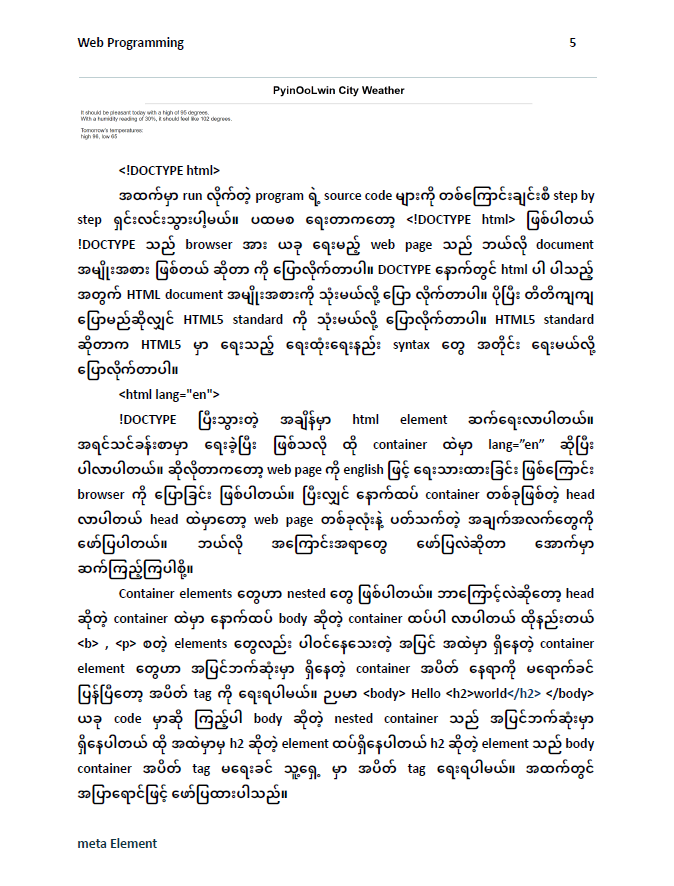 Web Programming 5
PyinOoLwin City Weather
It should be pleasant today with a high of 95 degrees.
With a humidity reading of 30%, it should feel like 102 degrees.
Tomorrow's temperatures:
high 96, low 65
<!DOCTYPE html>
အထက်မှာ run လိုက်တဲ့ program ရဲ့ source code များကို တစ်ကြောင်းချင်းစီ step by
step ရှင်းလင်းသွားပါ့မယ်။ ပထမစ ရေးတာကတော့ <!DOCTYPE html> ဖြစ်ပါတယ်
!DOCTYPE သည် browser အား ယခု ရေးမည့် web page သည် ဘယ်လို document
အမျိုးအစား ဖြစ်တယ် ဆိုတာ ကို ပြောလိုက်တာပါ။ DOCTYPE နောက်တွင် html ပါ ပါသည့်
အတွက် HTML document အမျိုးအစားကို သုံးမယ်လို့ ပြော လိုက်တာပါ။ ပိုပြီး တိတိကျကျ
ပြောမည်ဆိုလျှင် HTML5 standard ကို သုံးမယ်လို့ ပြောလိုက်တာပါ။ HTML5 standard
ဆိုတာက HTML5 မှာ ရေးသည့် ရေးထုံးရေးနည်း syntax တွေ အတိုင်း ရေးမယ်လို့
ပြောလိုက်တာပါ။
<html lang="en">
!DOCTYPE ပြီးသွားတဲ့ အချိန်မှာ html element ဆက်ရေးလာပါတယ်။
အရင်သင်ခန်းစာမှာ ရေးခဲ့ပြီး ဖြစ်သလို ထို container ထဲမှာ lang=”en” ဆိုပြီး
ပါလာပါတယ်။ ဆိုလိုတာကတော့ web page ကို english ဖြင့် ရေးသားထားခြင်း ဖြစ်ကြောင်း
browser ကို ပြောခြင်း ဖြစ်ပါတယ်။ ပြီးလျှင် နောက်ထပ် container တစ်ခုဖြစ်တဲ့ head
လာပါတယ် head ထဲမှာတော့ web page တစ်ခုလုံးနဲ့ ပတ်သက်တဲ့ အချက်အလက်တွေကို
ဖော်ပြပါတယ်။ ဘယ်လို အကြောင်းအရာတွေ ဖော်ပြလဲဆိုတာ အောက်မှာ
ဆက်ကြည့်ကြပါစို့။
Container elements တွေဟာ nested တွေ ဖြစ်ပါတယ်။ ဘာကြောင့်လဲဆိုတော့ head
ဆိုတဲ့ container ထဲမှာ နောက်ထပ် body ဆိုတဲ့ container ထပ်ပါ လာပါတယ် ထိုနည်းတယ်
<b> , <p> စတဲ့ elements တွေလည်း ပါဝင်နေသေးတဲ့ အပြင် အထဲမှာ ရှိနေတဲ့ container
element တွေဟာ အပြင်ဘက်ဆုံးမှာ ရှိနေတဲ့ container အပိတ် နေရာကို မရောက်ခင်
ပြန်ပြီတော့ အပိတ် tag ကို ရေးရပါမယ်။ ဉပမာ <body> Hello <h2>world</h2> </body>
ယခု code မှာဆို ကြည့်ပါ body ဆိုတဲ့ nested container သည် အပြင်ဘက်ဆုံးမှာ
ရှိနေပါတယ် ထို အထဲမှာမှ h2 ဆိုတဲ့ element ထပ်ရှိနေပါတယ် h2 ဆိုတဲ့ element သည် body
container အပိတ် tag မရေးခင် သူ့ရှေ့ မှာ အပိတ် tag ရေးရပါမယ်။ အထက်တွင်
အပြာရောင်ဖြင့် ဖော်ပြထားပါသည်။
meta Element